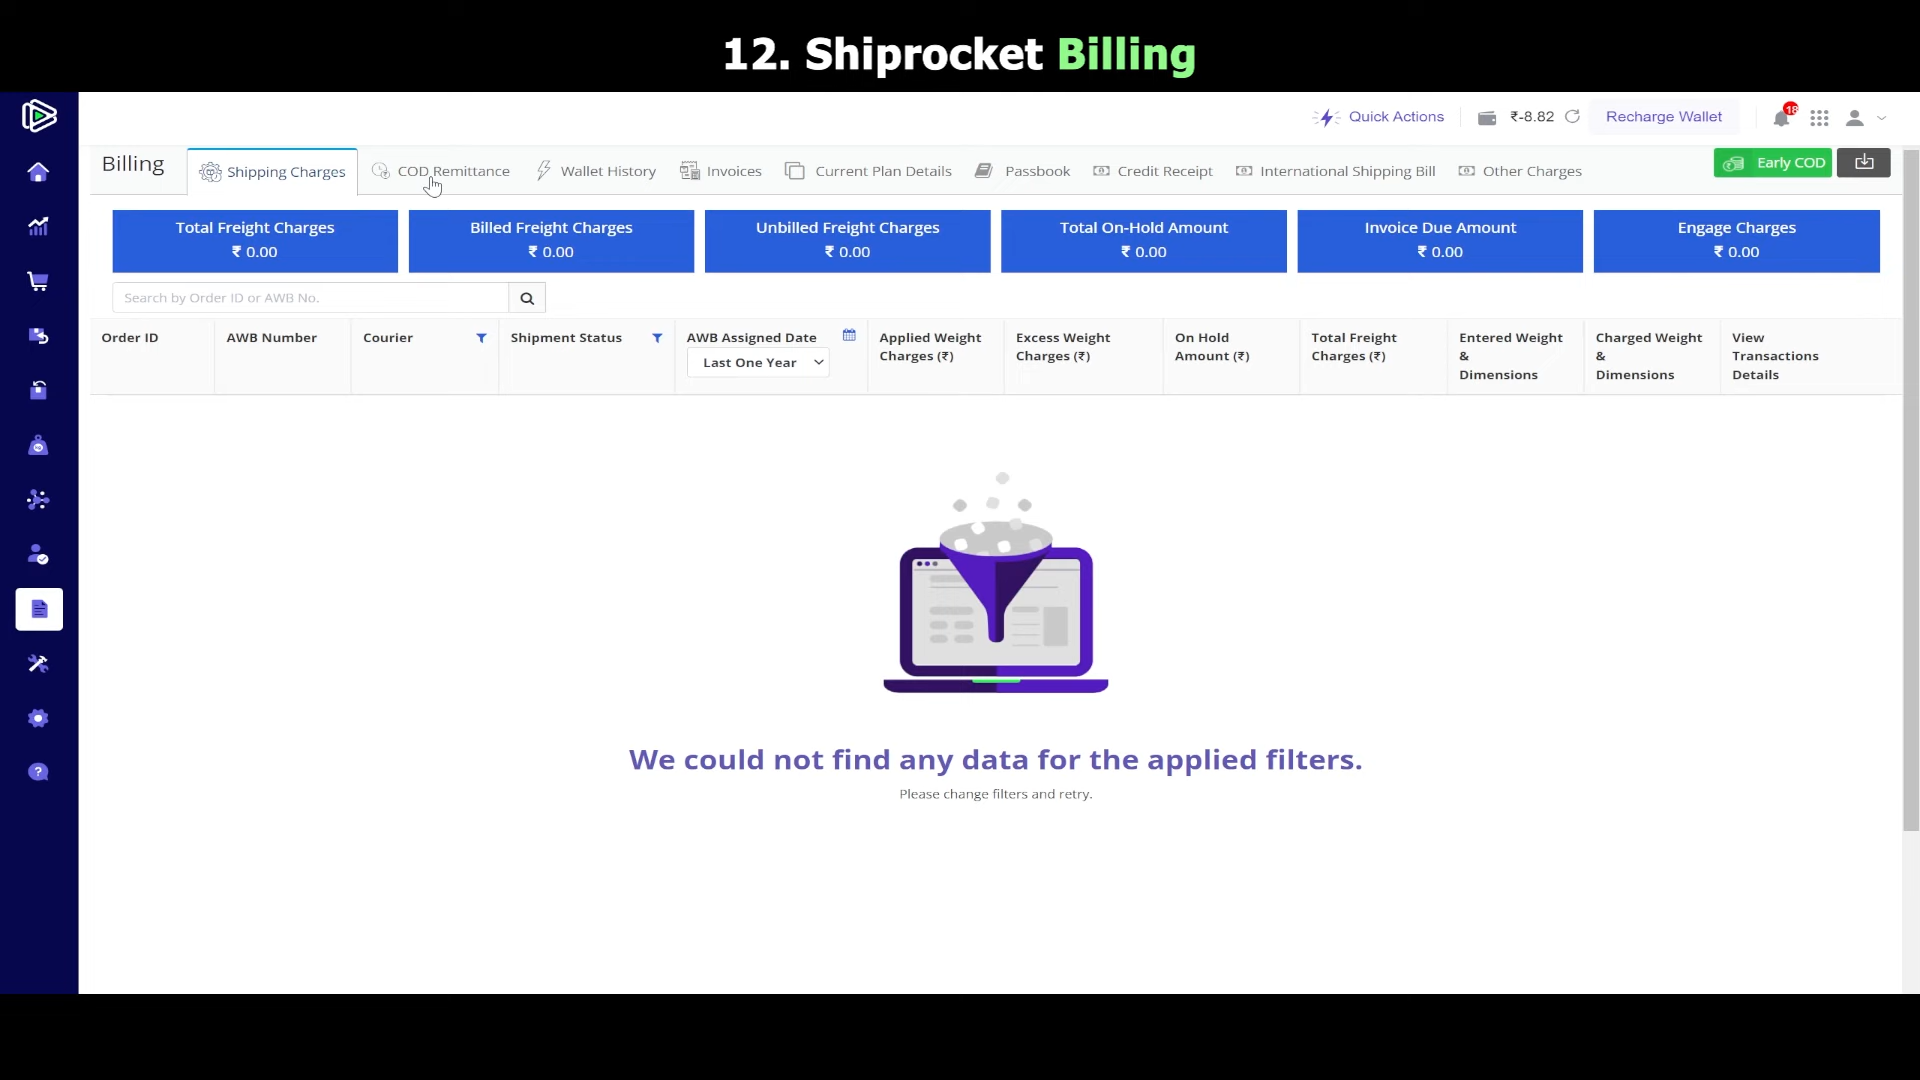 12. Shiprocket Billing
Quick Actions
₹-8.82
Recharge Wallet
18
Billing
Shipping Charges
COD Remittance
Wallet History
Invoices
Current Plan Details
Passbook
Credit Receipt
International Shipping Bill
Other Charges
Early COD
Total Freight Charges
₹ 0.00
Billed Freight Charges
₹ 0.00
Unbilled Freight Charges
₹ 0.00
Total On-Hold Amount
₹ 0.00
Invoice Due Amount
₹ 0.00
Engage Charges
₹ 0.00
Search by Order ID or AWB No.
Order ID
AWB Number
Courier
Shipment Status
AWB Assigned Date
Last One Year
Applied Weight
Charges (₹)
Excess Weight
Charges (₹)
On Hold
Amount (₹)
Total Freight
Charges (₹)
Entered Weight
&
Dimensions
Charged Weight
&
Dimensions
View
Transactions
Details
We could not find any data for the applied filters.
Please change filters and retry.